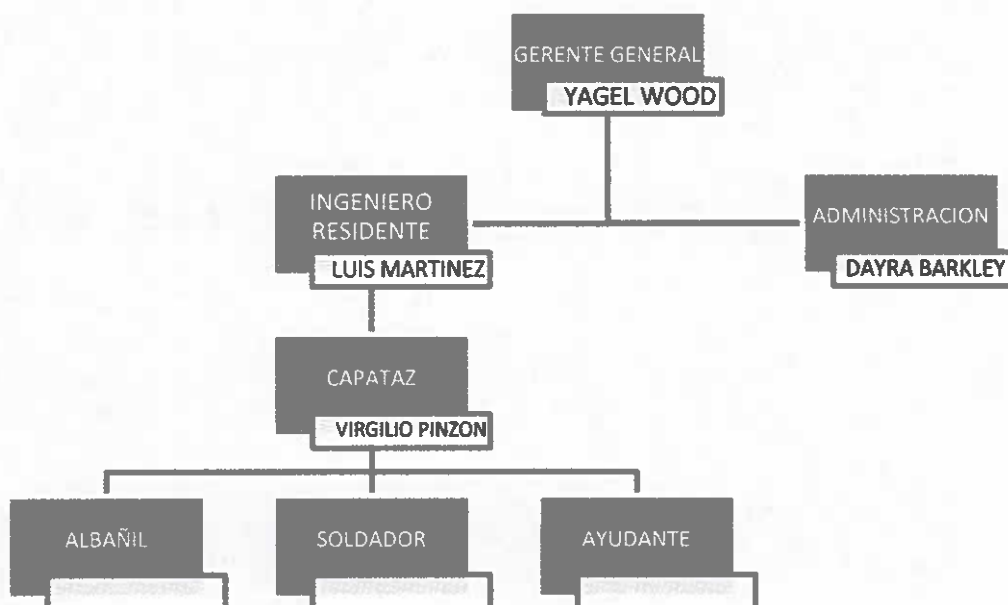 GERENTE GENERAL
YAGEL WOOD
INGENIERO
RESIDENTE
LUIS MARTINEZ
ADMINISTRACION
DAYRA BARKLEY
CAPATAZ
VIRGILIO PINZON
ALBAÑIL
SOLDADOR
AYUDANTE